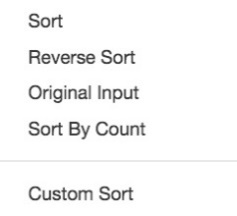 Sort
Reverse Sort
Original Input
Sort By Count
Custom Sort